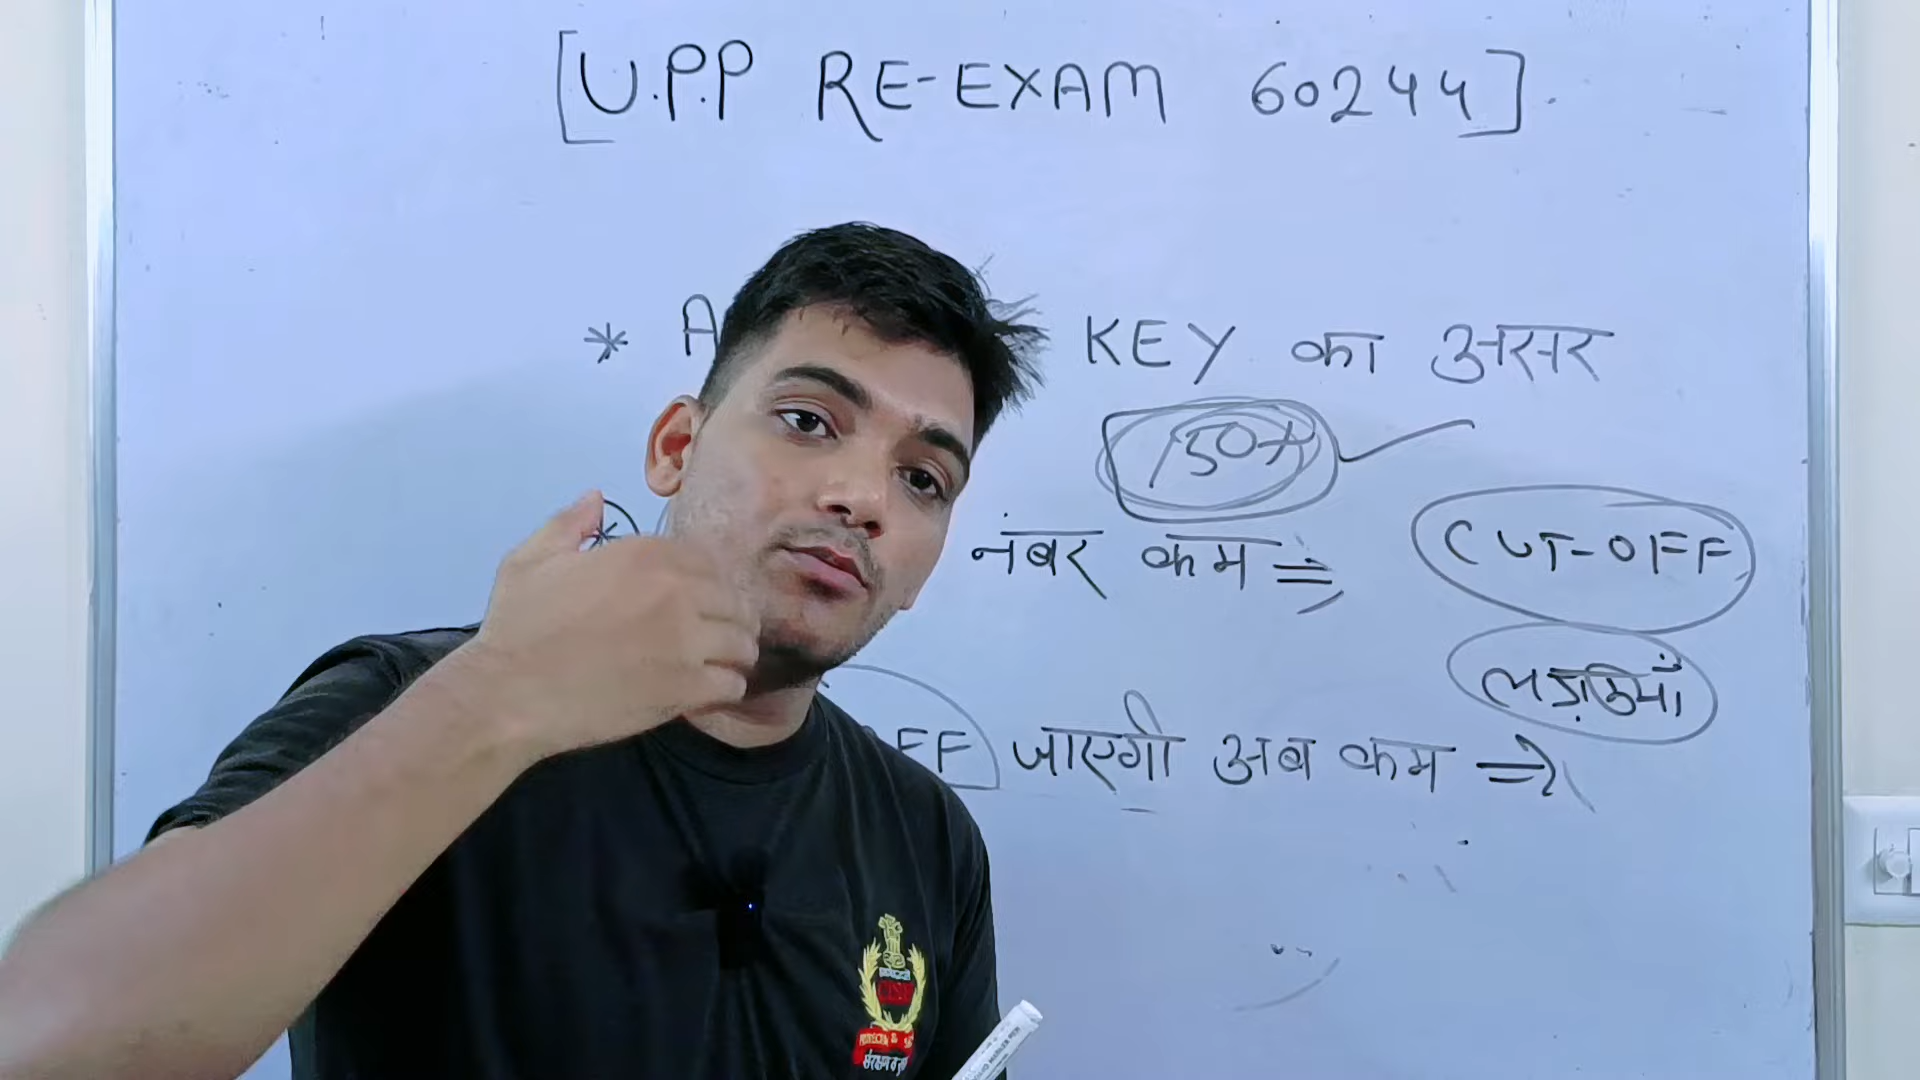 [U.P.P RE-EXAM 60244]
* A KEY का असर
150+
* नंबर कम ⇒ CUT-OFF
लड़कियाँ
FF जाएगी अब कम ⇒